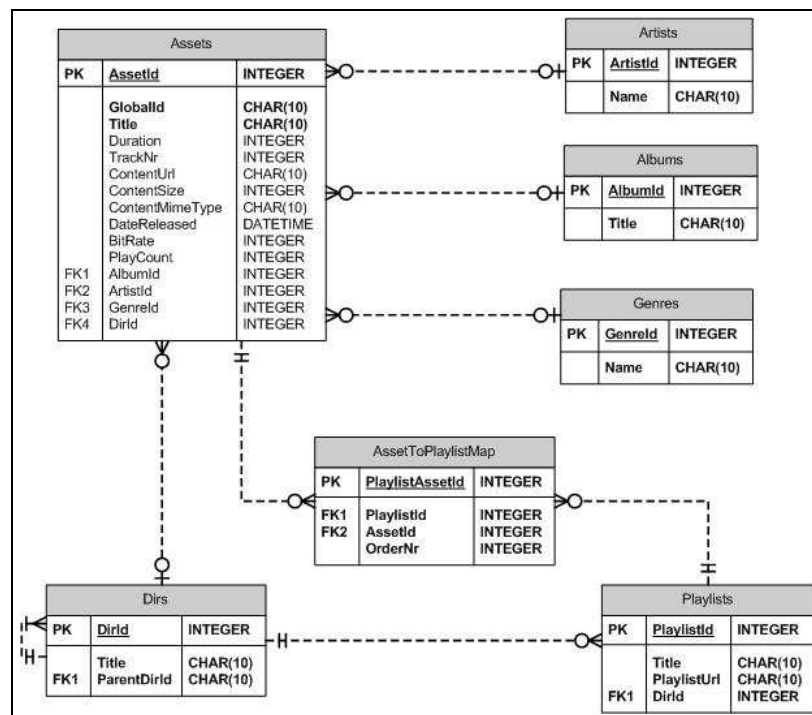 Assets
PK AssetId INTEGER
GlobalId CHAR(10)
Title CHAR(10)
Duration INTEGER
TrackNr INTEGER
ContentUrl CHAR(10)
ContentSize INTEGER
ContentMimeType CHAR(10)
DateReleased DATETIME
BitRate INTEGER
PlayCount INTEGER
FK1 AlbumId INTEGER
FK2 ArtistId INTEGER
FK3 GenreId INTEGER
FK4 DirId INTEGER
Artists
PK ArtistId INTEGER
Name CHAR(10)
Albums
PK AlbumId INTEGER
Title CHAR(10)
Genres
PK GenreId INTEGER
Name CHAR(10)
AssetToPlaylistMap
PK PlaylistAssetId INTEGER
FK1 PlaylistId INTEGER
FK2 AssetId INTEGER
OrderNr INTEGER
Dirs
PK DirId INTEGER
Title CHAR(10)
FK1 ParentDirId CHAR(10)
Playlists
PK PlaylistId INTEGER
Title CHAR(10)
PlaylistUrl CHAR(10)
FK1 DirId INTEGER